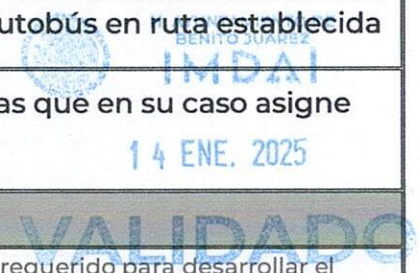 utobús en ruta establecida
BENITO JUÁREZ
IMDAI
as que en su caso asigne
14 ENE. 2025
VALIDADO
requerido para desarrollar el